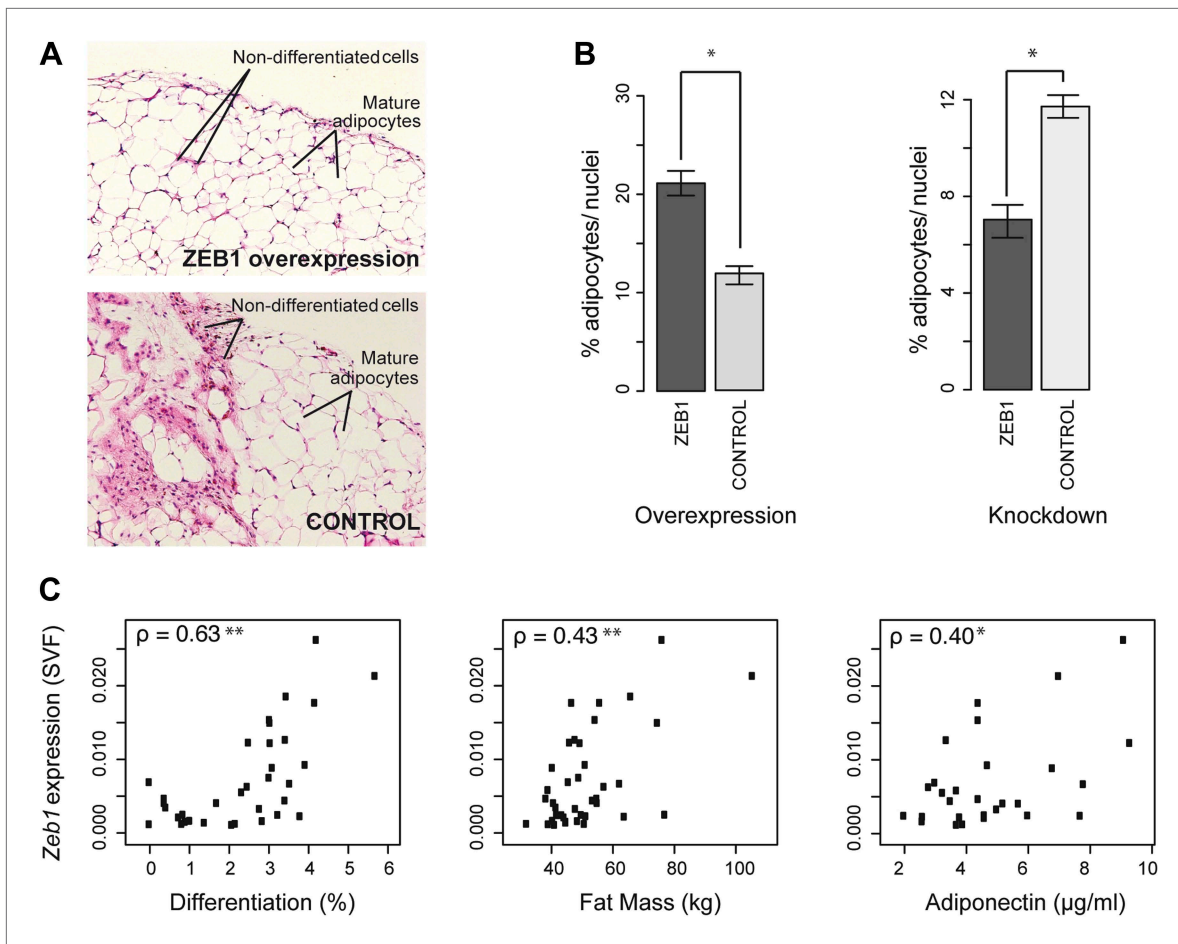 A
Non-differentiated cells
Mature
adipocytes
ZEB1 overexpression
Non-differentiated cells
Mature
adipocytes
CONTROL
B
*
% adipocytes/ nuclei
0
10
20
30
ZEB1
CONTROL
Overexpression
*
% adipocytes/ nuclei
0
4
8
12
ZEB1
CONTROL
Knockdown
C
ρ = 0.63 **
Zeb1 expression (SVF)
0.000
0.010
0.020
0 1 2 3 4 5 6
Differentiation (%)
ρ = 0.43 **
0.000
0.010
0.020
40 60 80 100
Fat Mass (kg)
ρ = 0.40*
0.000
0.010
0.020
2 4 6 8 10
Adiponectin (µg/ml)